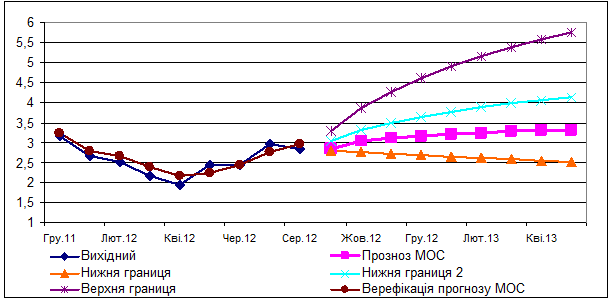 6
5,5
5
4,5
4
3,5
3
2,5
2
1,5
1
Гру.11 Лют.12 Кві.12 Чер.12 Сер.12 Жов.12 Гру.12 Лют.13 Кві.13
Вихідний Прозноз МОС
Нижня границя Нижня границя 2
Верхня границя Верефікація прогнозу МОС